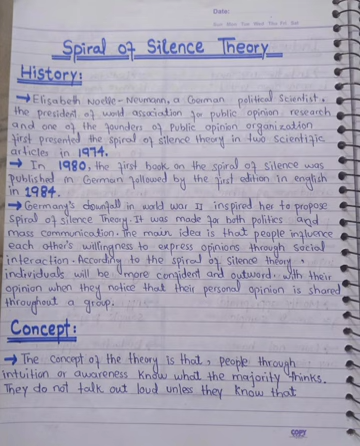 Date:
Sun Mon Tue Wed Thu Fri Sat
Spiral of Silence Theory
History:
→ Elisabeth Noelle-Neumann, a German political Scientist,
the president of world association for public opinion research
and one of the founders of Public opinion organization
first presented the spiral of silence theory in two Scientific
articles in 1974.
→ In 1980, the first book on the spiral of silence was
published in German followed by the first edition in english
in 1984.
→ Germany's downfall in world war II inspired her to propose
Spiral of silence Theory. It was made for both politics and
mass communication. The main idea is that people influence
each other's willingness to express opinions through Social
interaction. According to the spiral of silence theory,
individuals will be more confident and outword with their
opinion when they notice that their personal opinion is shared
throughout a group.
Concept:
→ The concept of the theory is that, people through
intuition or awareness know what the majority thinks.
They do not talk out loud unless they know that
COPY